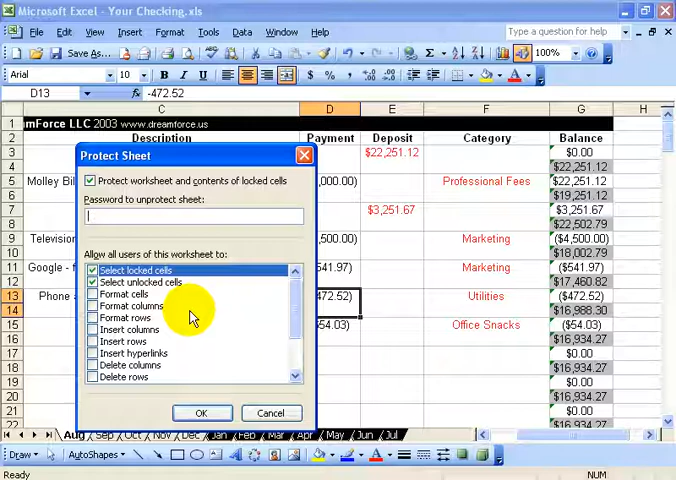 Microsoft Excel - Your Checking.xls
File Edit View Insert Format Tools Data Window Help
Type a question for help
Save As... Σ 100%
Arial 10 B I U $ % A
D13 -472.52
C D E F G H
1 mForce LLC 2003 www.dreamforce.us
2 Description Payment Deposit Category Balance
3 $22,251.12 $0.00
4 $22,251.12
5 Molley Bil ,000.00) Professional Fees $22,251.12
6 $19,251.12
7 $3,251.67 $3,251.67
8 $22,502.79
9 Television ,500.00) Marketing ($4,500.00)
10 $18,002.79
11 Google - f $541.97) Marketing ($541.97)
12 $17,460.82
13 Phone 472.52) Utilities ($472.52)
14 $16,988.30
15 ($54.03) Office Snacks ($54.03)
16 $16,934.27
17 $0.00
18 $16,934.27
19 $0.00
20 $16,934.27
21 $0.00
22 $16,934.27
Protect Sheet
Protect worksheet and contents of locked cells
Password to unprotect sheet:
Allow all users of this worksheet to:
Select locked cells
Select unlocked cells
Format cells
Format columns
Format rows
Insert columns
Insert rows
Insert hyperlinks
Delete columns
Delete rows
OK Cancel
Aug Sep Oct Jan Feb Mar Apr May Jun Jul
Draw AutoShapes A
Ready NUM